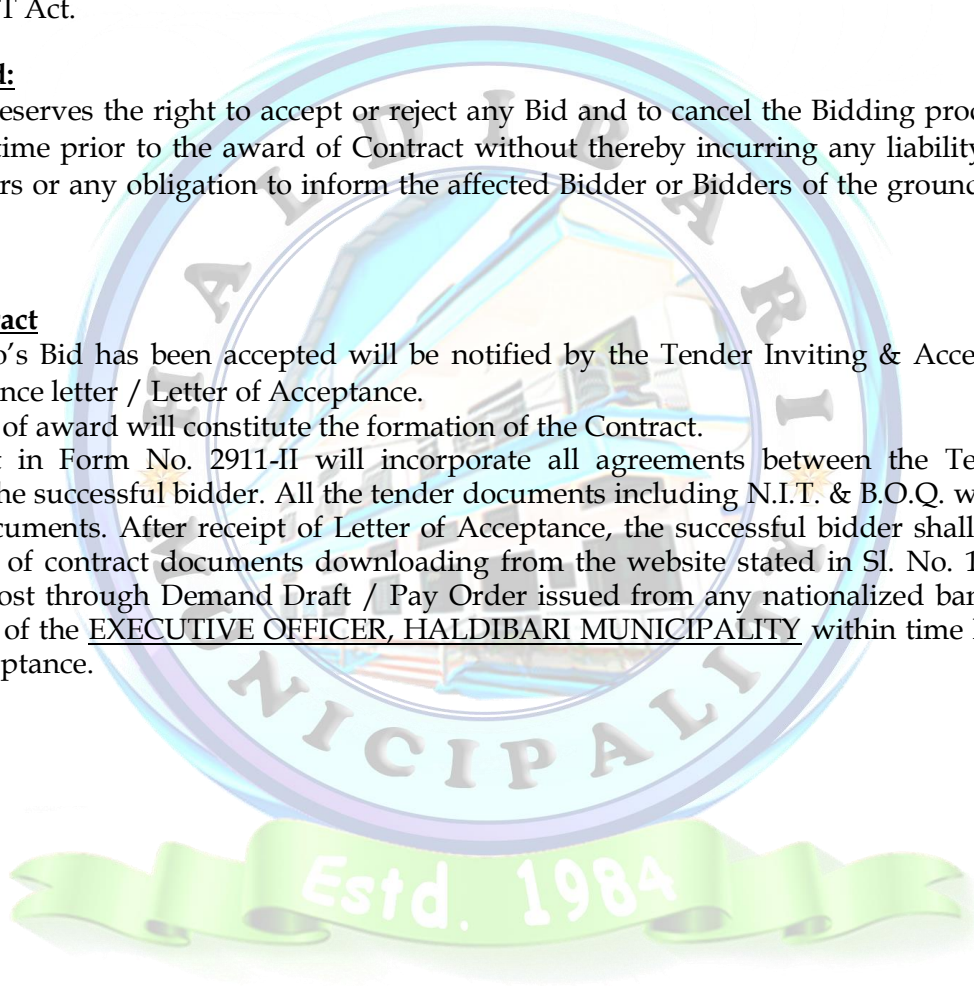 T Act.
d:
eserves the right to accept or reject any Bid and to cancel the Bidding proc
time prior to the award of Contract without thereby incurring any liability
rs or any obligation to inform the affected Bidder or Bidders of the ground
act
o's Bid has been accepted will be notified by the Tender Inviting & Acce
nce letter / Letter of Acceptance.
of award will constitute the formation of the Contract.
t in Form No. 2911-II will incorporate all agreements between the Te
he successful bidder. All the tender documents including N.I.T. & B.O.Q. w
cuments. After receipt of Letter of Acceptance, the successful bidder shall
of contract documents downloading from the website stated in Sl. No. 1
ost through Demand Draft / Pay Order issued from any nationalized ban
of the EXECUTIVE OFFICER, HALDIBARI MUNICIPALITY within time l
ptance.
HALDIBARI MUNICIPALITY
Estd. 1984